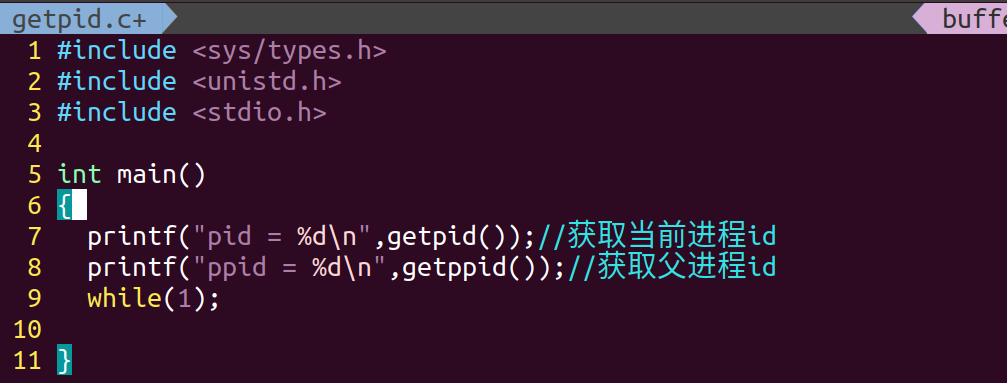 getpid.c+ buffe
1 #include <sys/types.h>
2 #include <unistd.h>
3 #include <stdio.h>
4
5 int main()
6 {
7 printf("pid = %d\n",getpid());//获取当前进程id
8 printf("ppid = %d\n",getppid());//获取父进程id
9 while(1);
10
11 }